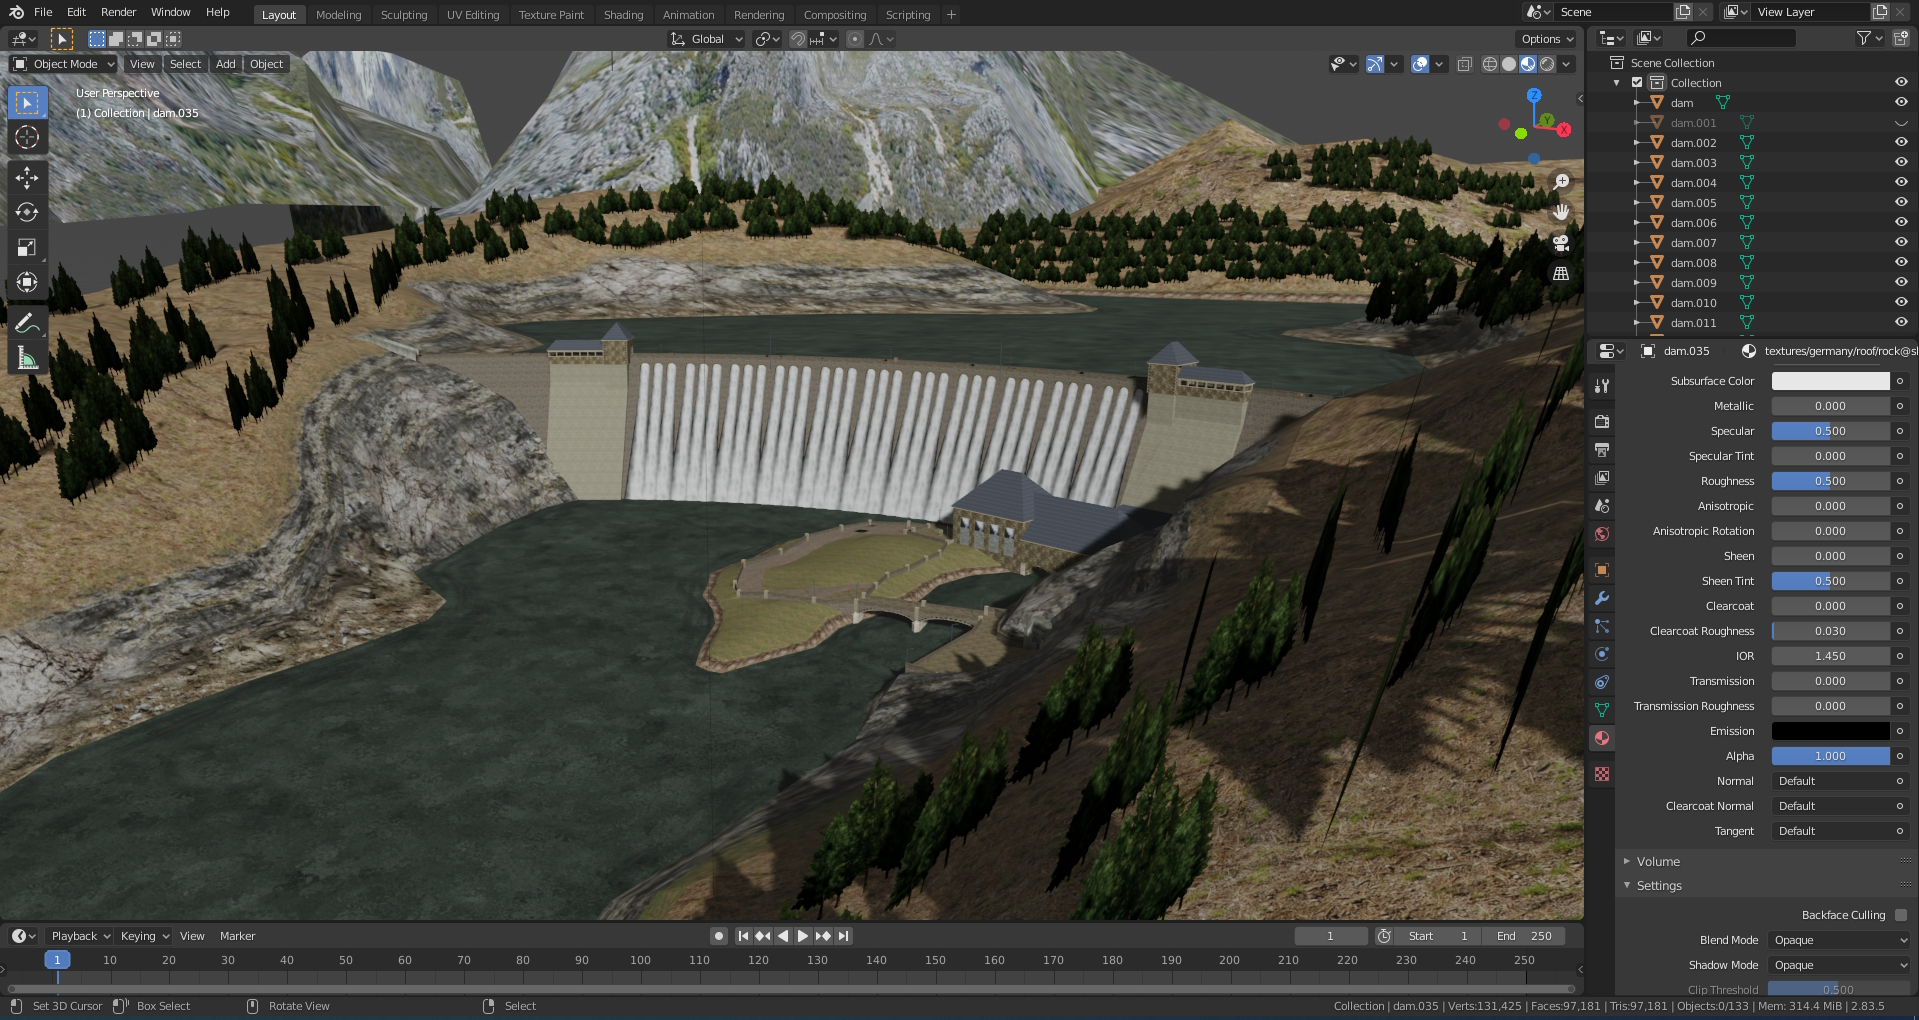 File Edit Render Window Help
Layout Modeling Sculpting UV Editing Texture Paint Shading Animation Rendering Compositing Scripting +
Scene
View Layer
Global
Options
Object Mode View Select Add Object
User Perspective
(1) Collection | dam.035
Z
Y
X
Scene Collection
Collection
dam
dam.001
dam.002
dam.003
dam.004
dam.005
dam.006
dam.007
dam.008
dam.009
dam.010
dam.011
dam.035 textures/germany/roof/rock@sl
Subsurface Color
Metallic 0.000
Specular 0.500
Specular Tint 0.000
Roughness 0.500
Anisotropic 0.000
Anisotropic Rotation 0.000
Sheen 0.000
Sheen Tint 0.500
Clearcoat 0.000
Clearcoat Roughness 0.030
IOR 1.450
Transmission 0.000
Transmission Roughness 0.000
Emission
Alpha 1.000
Normal Default
Clearcoat Normal Default
Tangent Default
Volume
Settings
Backface Culling
Blend Mode Opaque
Shadow Mode Opaque
Clip Threshold 0.500
Playback Keying View Marker
1 Start 1 End 250
1 10 20 30 40 50 60 70 80 90 100 110 120 130 140 150 160 170 180 190 200 210 220 230 240 250
Set 3D Cursor Box Select Rotate View Select
Collection | dam.035 | Verts:131,425 | Faces:97,181 | Tris:97,181 | Objects:0/133 | Mem: 314.4 MiB | 2.83.5